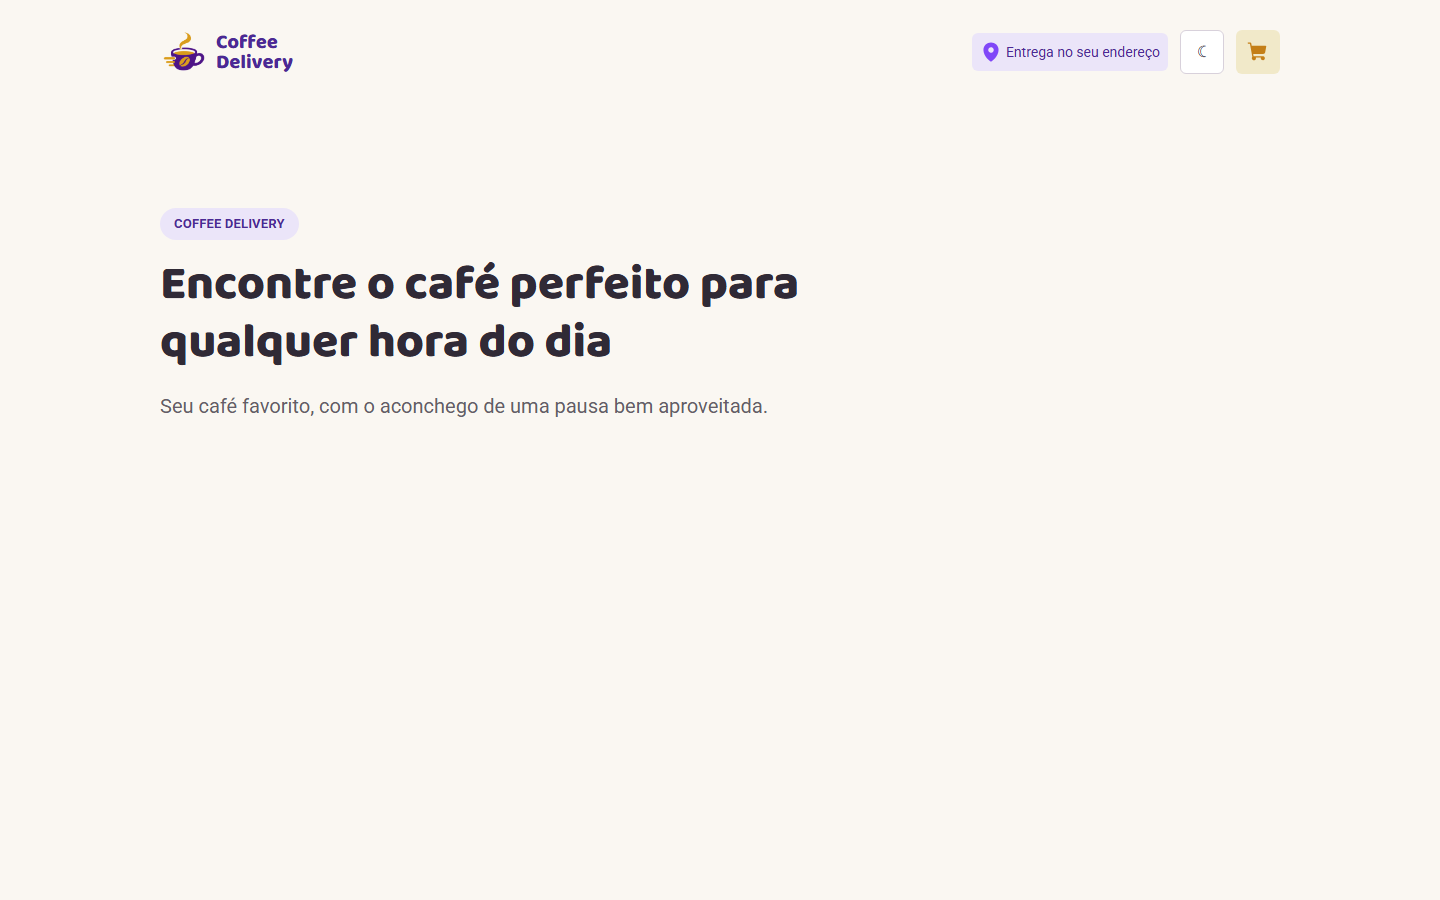 Coffee
Delivery
Entrega no seu endereço
COFFEE DELIVERY
Encontre o café perfeito para
qualquer hora do dia
Seu café favorito, com o aconchego de uma pausa bem aproveitada.